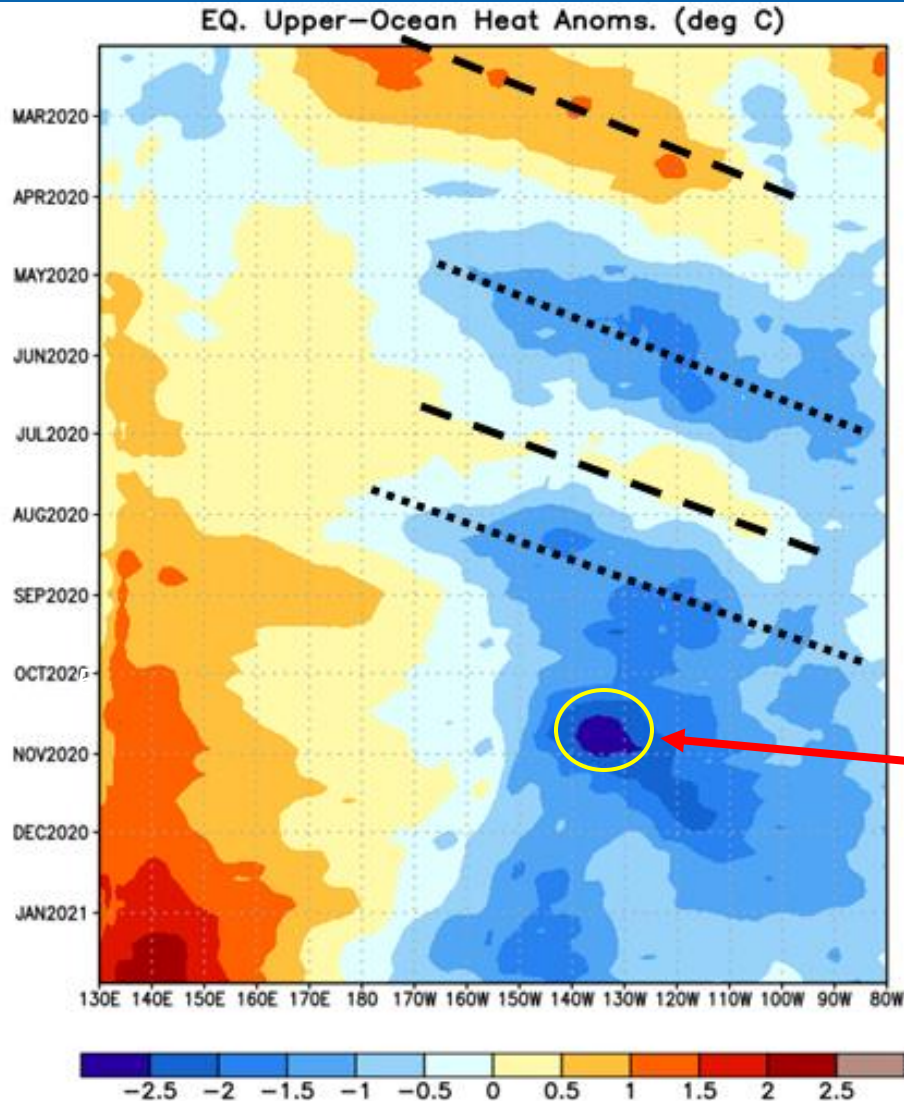 EQ. Upper-Ocean Heat Anoms. (deg C)
MAR2020
APR2020
MAY2020
JUN2020
JUL2020
AUG2020
SEP2020
OCT2020
NOV2020
DEC2020
JAN2021
130E 140E 150E 160E 170E 180 170W 160W 150W 140W 130W 120W 110W 100W 90W 80W
-2.5 -2 -1.5 -1 -0.5 0 0.5 1 1.5 2 2.5